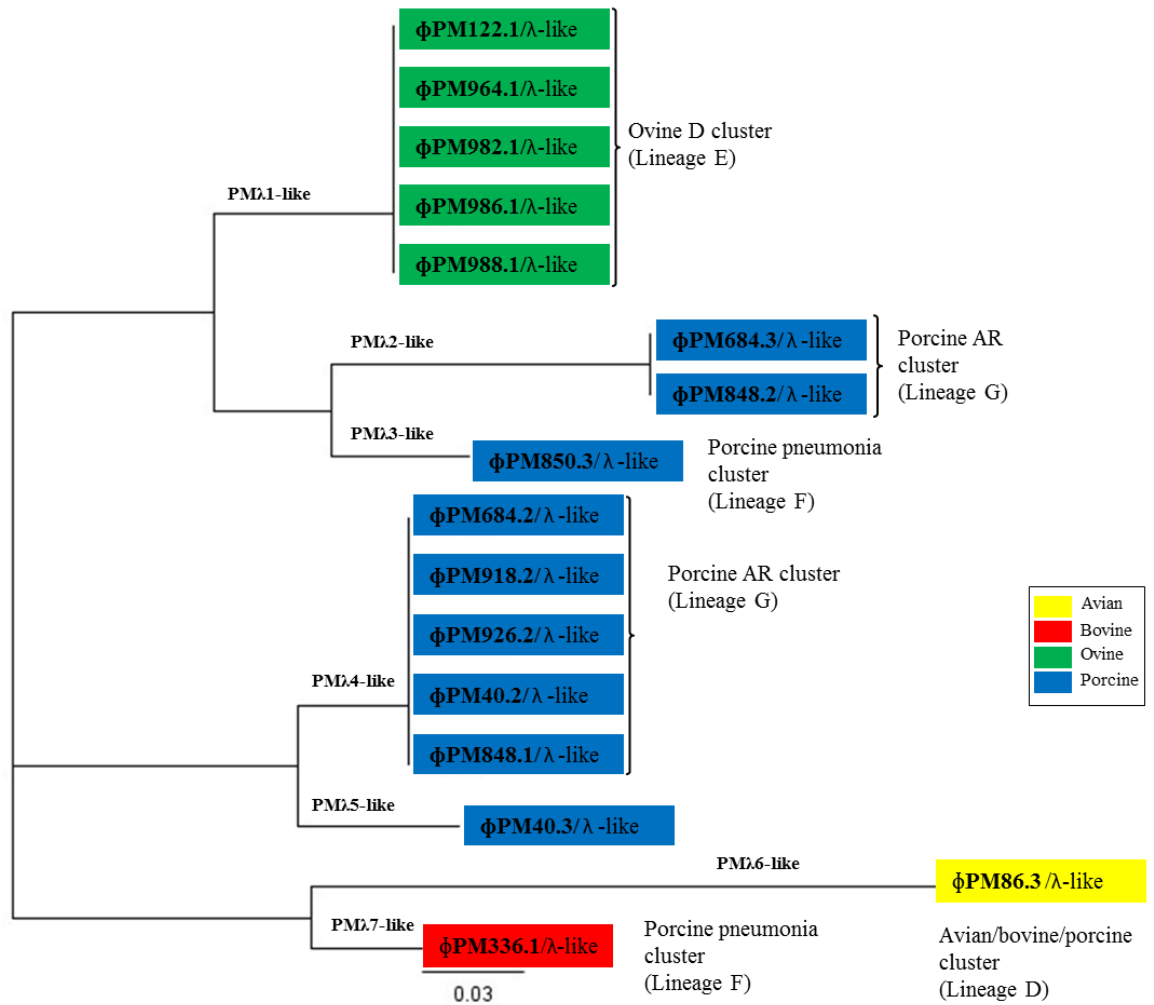 ϕPM122.1/λ-like
ϕPM964.1/λ-like
ϕPM982.1/λ-like
ϕPM986.1/λ-like
ϕPM988.1/λ-like
Ovine D cluster
(Lineage E)
PMλ1-like
PMλ2-like
ϕPM684.3/λ-like
ϕPM848.2/λ-like
Porcine AR
cluster
(Lineage G)
PMλ3-like
ϕPM850.3/λ-like
Porcine pneumonia
cluster
(Lineage F)
ϕPM684.2/λ-like
ϕPM918.2/λ-like
ϕPM926.2/λ-like
ϕPM40.2/λ-like
ϕPM848.1/λ-like
Porcine AR cluster
(Lineage G)
PMλ4-like
PMλ5-like
ϕPM40.3/λ-like
Avian
Bovine
Ovine
Porcine
PMλ6-like
ϕPM86.3/λ-like
Avian/bovine/porcine
cluster
(Lineage D)
PMλ7-like
ϕPM336.1/λ-like
Porcine pneumonia
cluster
(Lineage F)
0.03